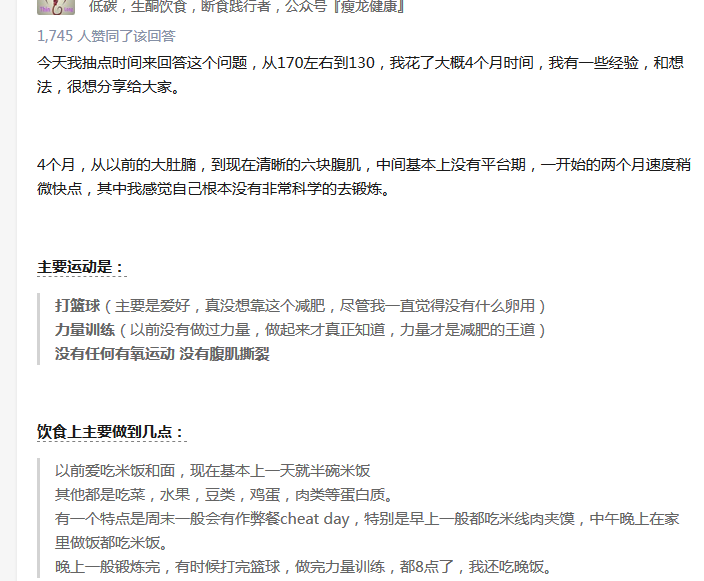 低碳，生酮饮食，断食践行者，公众号『瘦龙健康』
1,745 人赞同了该回答
今天我抽点时间来回答这个问题，从170左右到130，我花了大概4个月时间，我有一些经验，和想
法，很想分享给大家。
4个月，从以前的大肚腩，到现在清晰的六块腹肌，中间基本上没有平台期，一开始的两个月速度稍
微快点，其中我感觉自己根本没有非常科学的去锻炼。
主要运动是：
打篮球（主要是爱好，真没想靠这个减肥，尽管我一直觉得没有什么卵用）
力量训练（以前没有做过力量，做起来才真正知道，力量才是减肥的王道）
没有任何有氧运动 没有腹肌撕裂
饮食上主要做到几点：
以前爱吃米饭和面，现在基本上一天就半碗米饭
其他都是吃菜，水果，豆类，鸡蛋，肉类等蛋白质。
有一个特点是周末一般会有作弊餐cheat day，特别是早上一般都吃米线肉夹馍，中午晚上在家
里做饭都吃米饭。
晚上一般锻炼完，有时候打完篮球，做完力量训练，都8点了，我还吃晚饭。